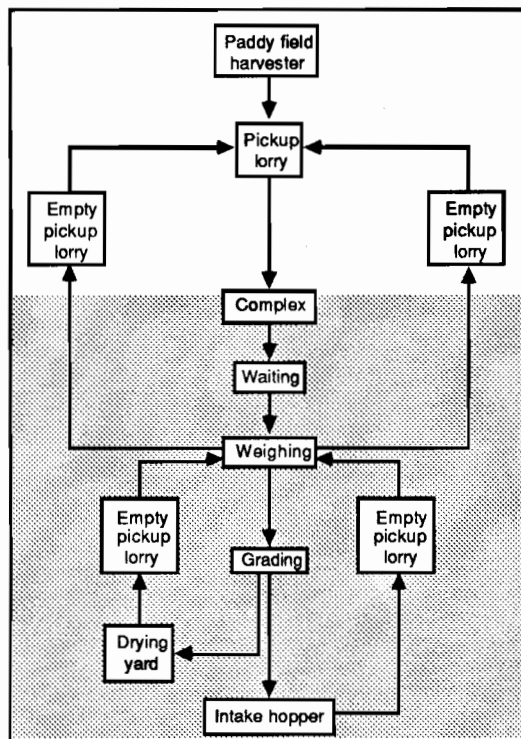 Paddy field
harvester
Pickup
lorry
Empty
pickup
lorry
Empty
pickup
lorry
Complex
Waiting
Weighing
Empty
pickup
lorry
Empty
pickup
lorry
Grading
Drying
yard
Intake hopper